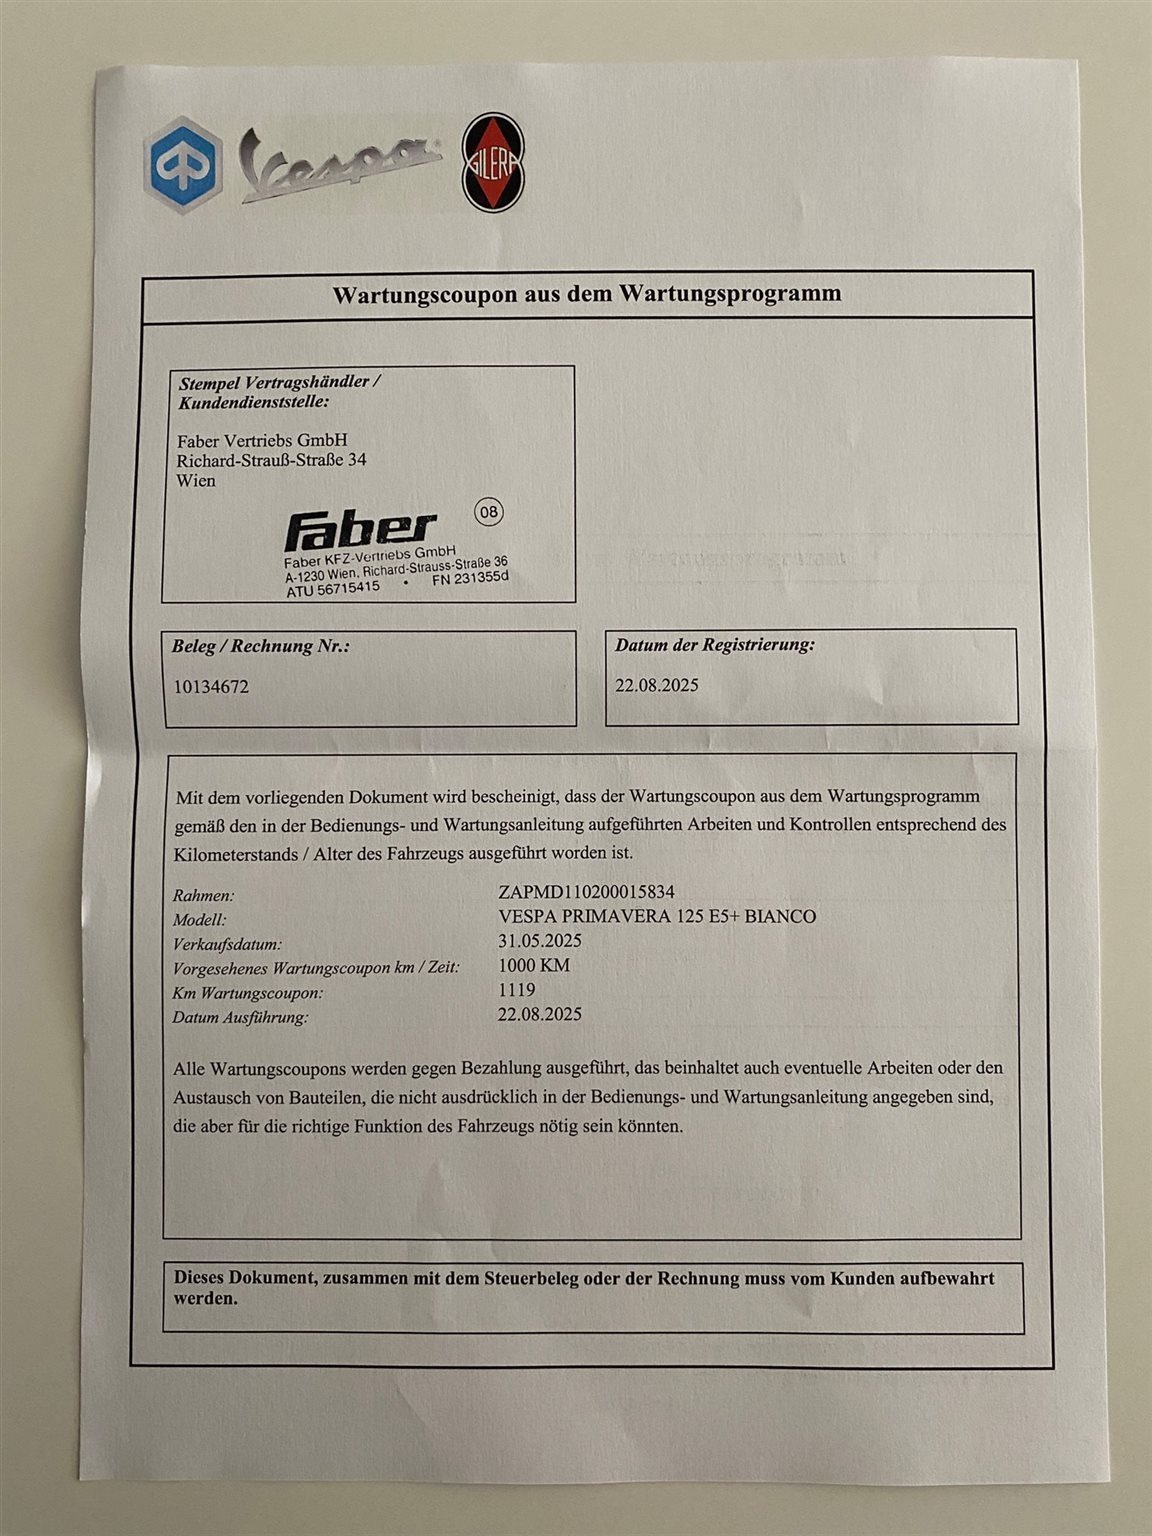 Vespa
GILERA
Wartungscoupon aus dem Wartungsprogramm
Stempel Vertragshändler /
Kundendienststelle:
Faber Vertriebs GmbH
Richard-Strauß-Straße 34
Wien
Faber
08
Faber KFZ-Vertriebs GmbH
A-1230 Wien, Richard-Strauss-Straße 36
ATU 56715415 • FN 231355d
Beleg / Rechnung Nr.:
10134672
Datum der Registrierung:
22.08.2025
Mit dem vorliegenden Dokument wird bescheinigt, dass der Wartungscoupon aus dem Wartungsprogramm
gemäß den in der Bedienungs- und Wartungsanleitung aufgeführten Arbeiten und Kontrollen entsprechend des
Kilometerstands / Alter des Fahrzeugs ausgeführt worden ist.
Rahmen: ZAPMD110200015834
Modell: VESPA PRIMAVERA 125 E5+ BIANCO
Verkaufsdatum: 31.05.2025
Vorgesehenes Wartungscoupon km / Zeit: 1000 KM
Km Wartungscoupon: 1119
Datum Ausführung: 22.08.2025
Alle Wartungscoupons werden gegen Bezahlung ausgeführt, das beinhaltet auch eventuelle Arbeiten oder den
Austausch von Bauteilen, die nicht ausdrücklich in der Bedienungs- und Wartungsanleitung angegeben sind,
die aber für die richtige Funktion des Fahrzeugs nötig sein könnten.
Dieses Dokument, zusammen mit dem Steuerbeleg oder der Rechnung muss vom Kunden aufbewahrt
werden.